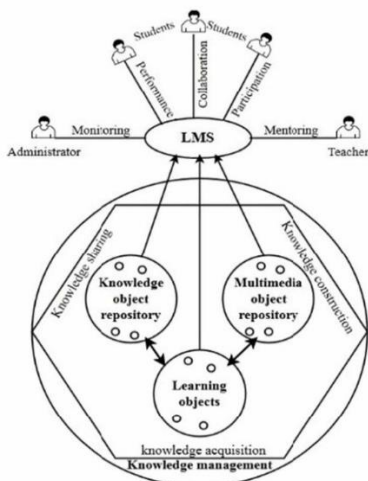 Students
Students
Performance
Collaboration
Participation
Monitoring
LMS
Mentoring
Administrator
Teacher
Knowledge sharing
Knowledge construction
Knowledge
object
repository
Multimedia
object
repository
Learning
objects
knowledge acquisition
Knowledge management